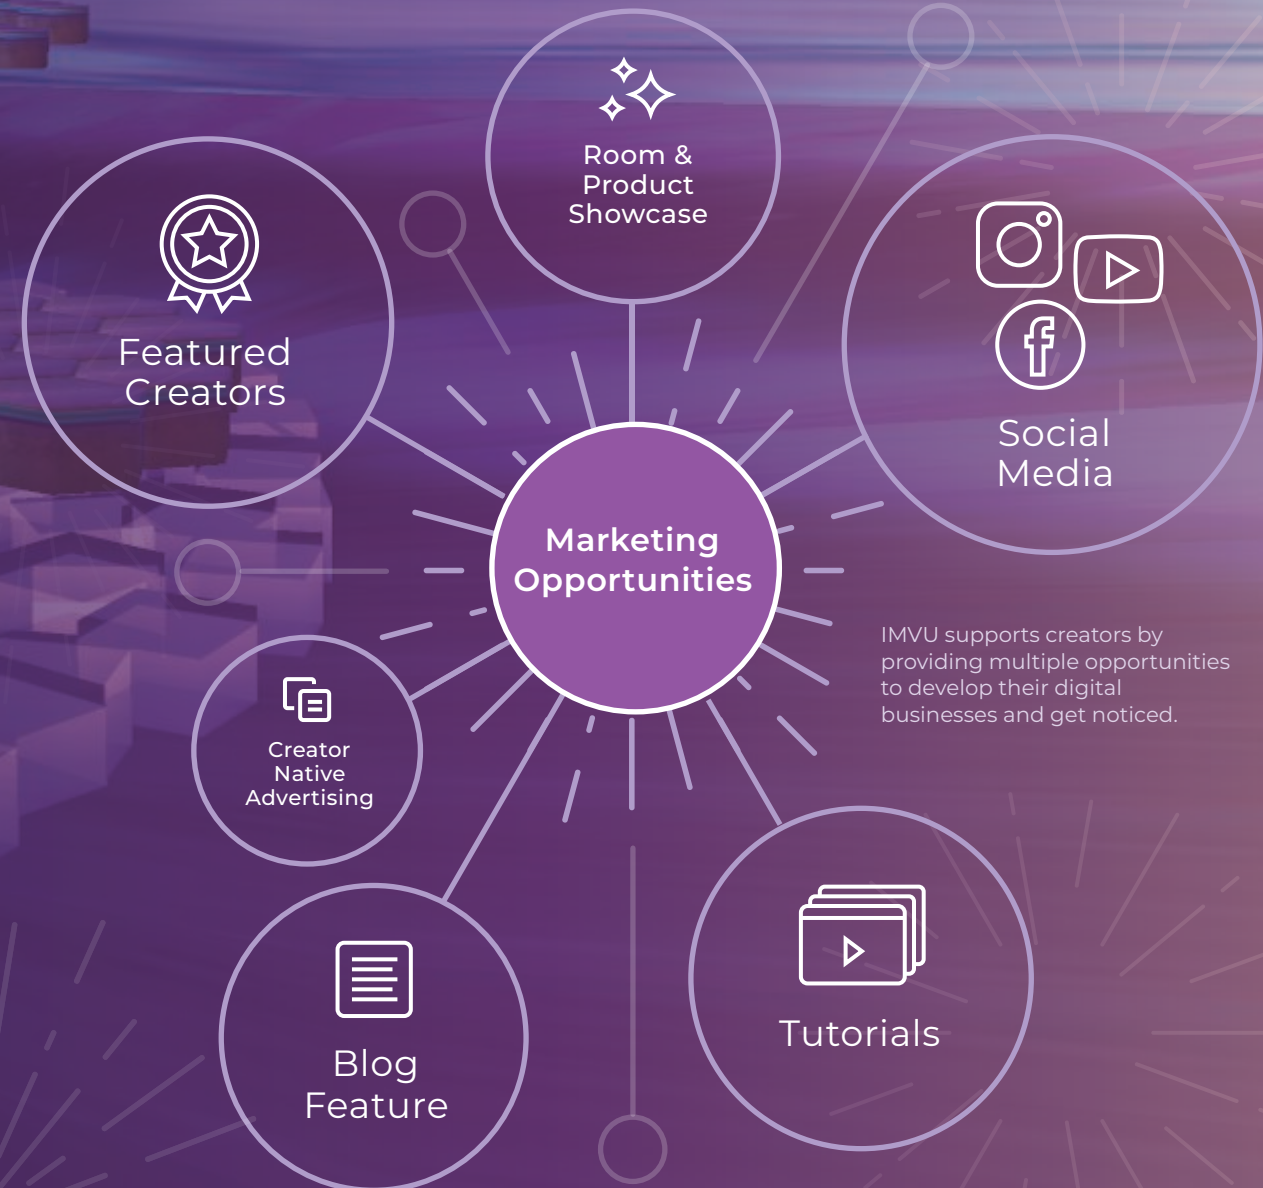 Room &
Product
Showcase
Featured
Creators
Social
Media
Marketing
Opportunities
IMVU supports creators by
providing multiple opportunities
to develop their digital
businesses and get noticed.
Creator
Native
Advertising
Blog
Feature
Tutorials